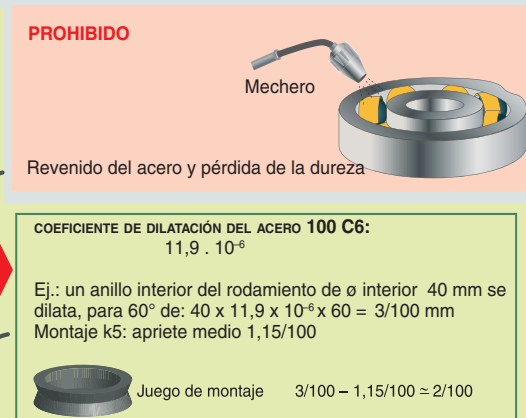 PROHIBIDO
Mechero
Revenido del acero y pérdida de la dureza
COEFICIENTE DE DILATACIÓN DEL ACERO 100 C6:
11,9 . 10⁻⁶
Ej.: un anillo interior del rodamiento de ø interior 40 mm se
dilata, para 60° de: 40 x 11,9 x 10⁻⁶ x 60 = 3/100 mm
Montaje k5: apriete medio 1,15/100
Juego de montaje 3/100 – 1,15/100 ≃ 2/100